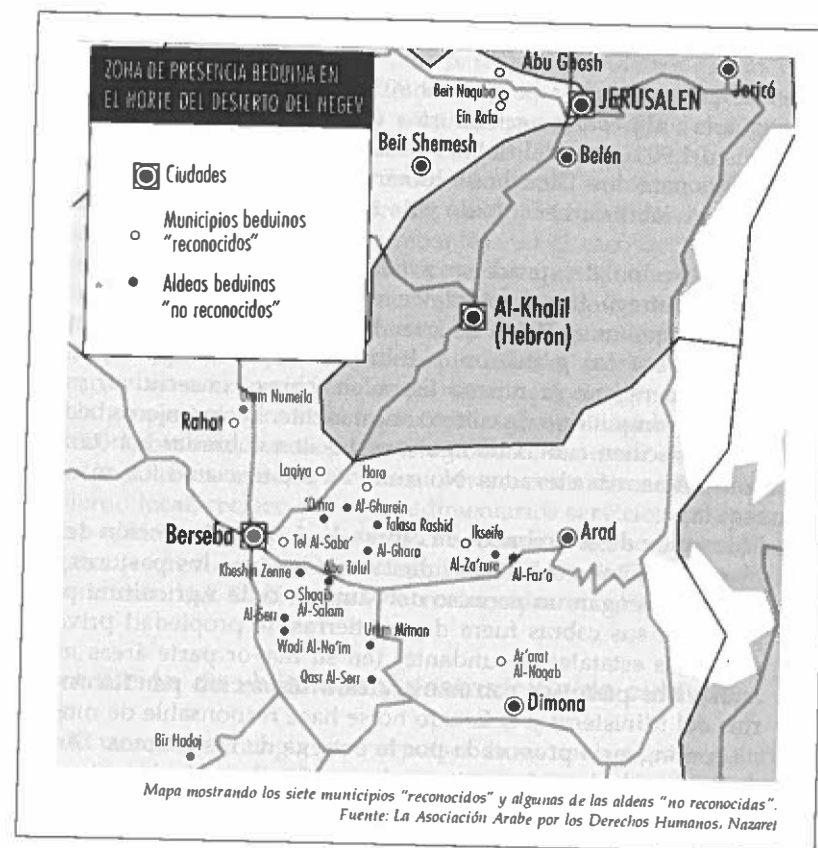 ZONA DE PRESENCIA BEDUINA EN
EL NORTE DEL DESIERTO DEL NEGEV
Ciudades
Municipios beduinos
"reconocidos"
Aldeas beduinas
"no reconocidos"
Abu Ghosh
Beit Naquba
Ein Rafa
JERUSALEN
Jericó
Beit Shemesh
Belén
Al-Khalil
(Hebron)
Umm Numeila
Rahat
Laqiya
Hora
'Omra
Al-Ghurein
Talasa Rashid
Berseba
Tel Al-Saba'
Al-Ghara
Ikseife
Arad
Al-Za'rura
Al-Far'a
Kheshm Zenne
Abu Tulul
Shaqib
Al-Salam
Al-Serr
Wadi Al-Na'im
Umm Mitnan
Qasr Al-Serr
Ar'arat
Al-Naqab
Dimona
Bir Hadaj
Mapa mostrando los siete municipios "reconocidos" y algunas de las aldeas "no reconocidas".
Fuente: La Asociación Arabe por los Derechos Humanos, Nazaret